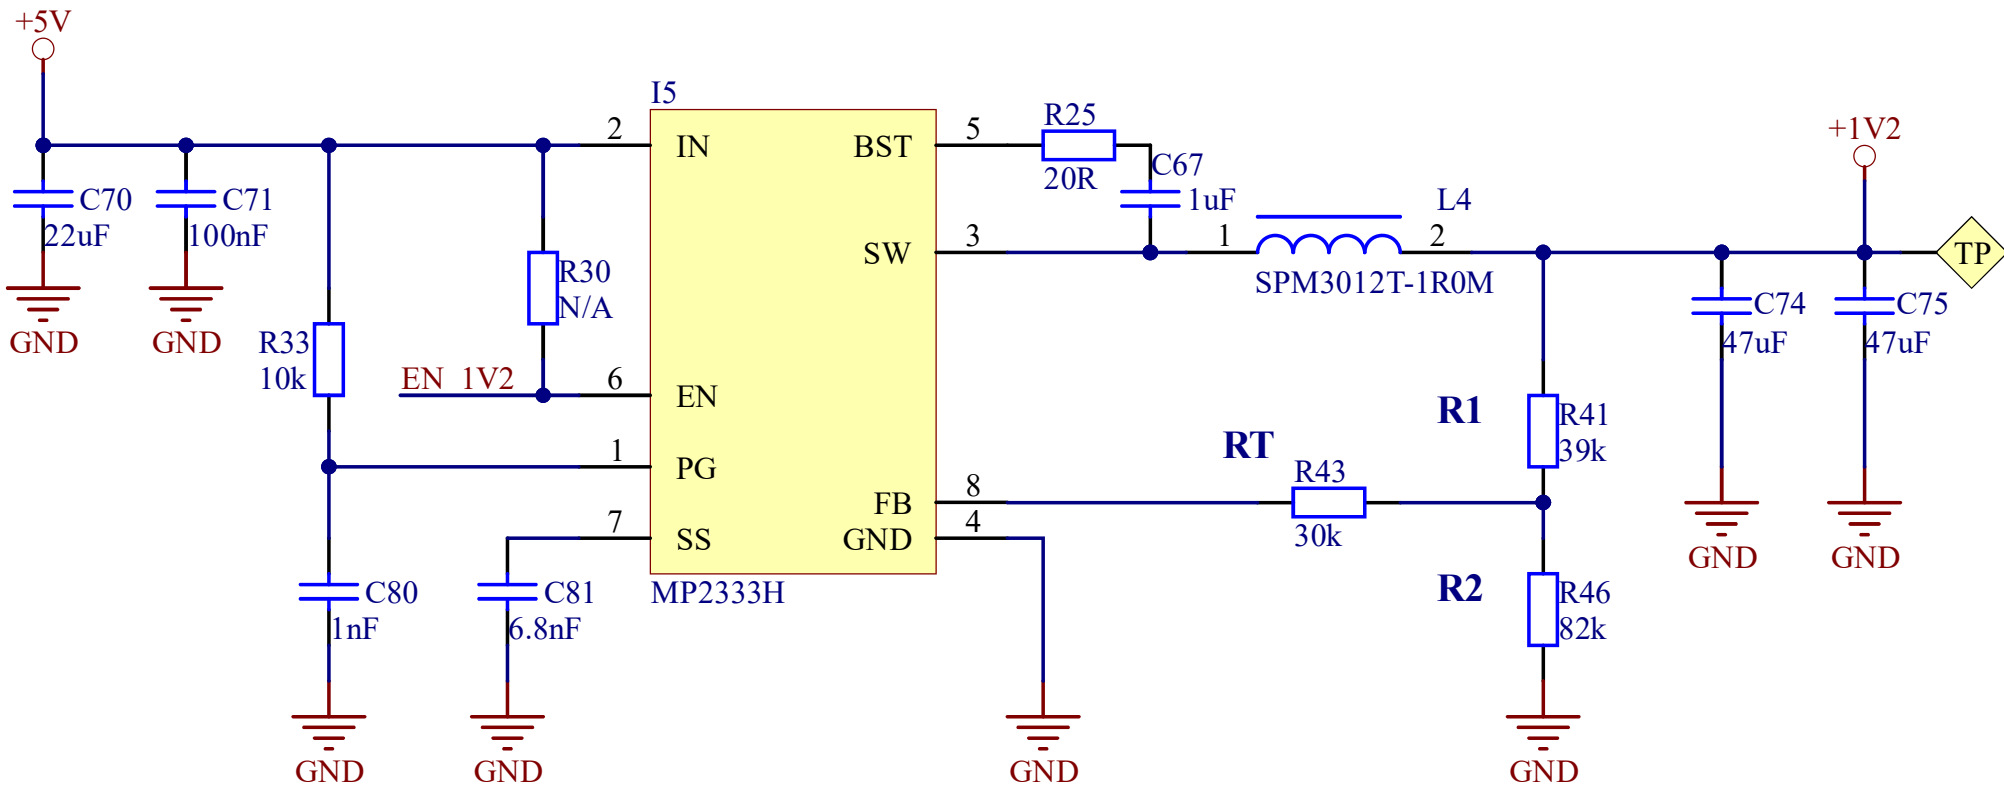 +5V
I5
2
IN
BST
5
R25
20R
C67
1uF
+1V2
C70
22uF
C71
100nF
SW
3
1
L4
2
SPM3012T-1R0M
TP
R30
N/A
C74
47uF
C75
47uF
GND
GND
R33
10k
EN_1V2
6
EN
R1
R41
39k
RT
R43
30k
1
PG
FB
8
GND
4
7
SS
MP2333H
GND
GND
R2
R46
82k
C80
1nF
C81
6.8nF
GND
GND
GND
GND